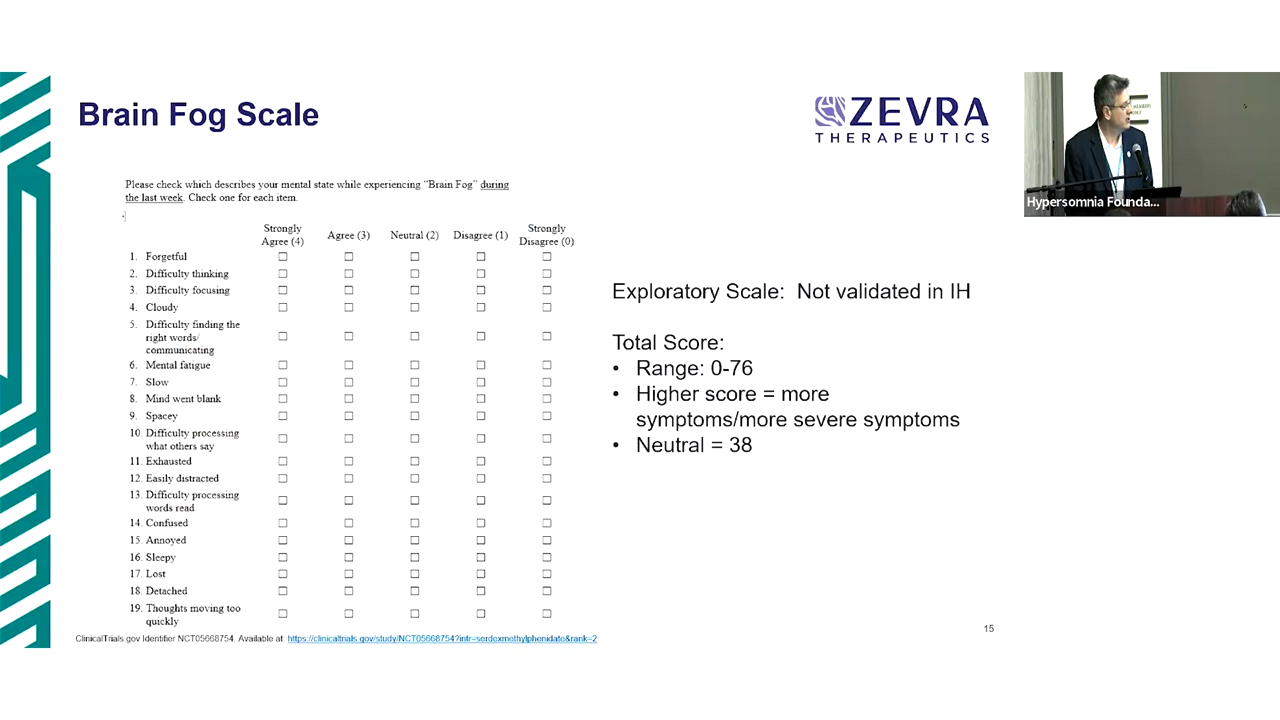 Brain Fog Scale
ZEVRA
THERAPEUTICS
Hypersomnia Founda...
Please check which describes your mental state while experiencing “Brain Fog” during
the last week. Check one for each item.
Strongly Agree (4) Agree (3) Neutral (2) Disagree (1) Strongly Disagree (0)
1. Forgetful
2. Difficulty thinking
3. Difficulty focusing
4. Cloudy
5. Difficulty finding the
right words/
communicating
6. Mental fatigue
7. Slow
8. Mind went blank
9. Spacey
10. Difficulty processing
what others say
11. Exhausted
12. Easily distracted
13. Difficulty processing
words read
14. Confused
15. Annoyed
16. Sleepy
17. Lost
18. Detached
19. Thoughts moving too
quickly
Exploratory Scale: Not validated in IH
Total Score:
• Range: 0-76
• Higher score = more
symptoms/more severe symptoms
• Neutral = 38
ClinicalTrials.gov Identifier NCT05668754. Available at: https://clinicaltrials.gov/study/NCT05668754?intr=serdexmethylphenidate&rank=2
15